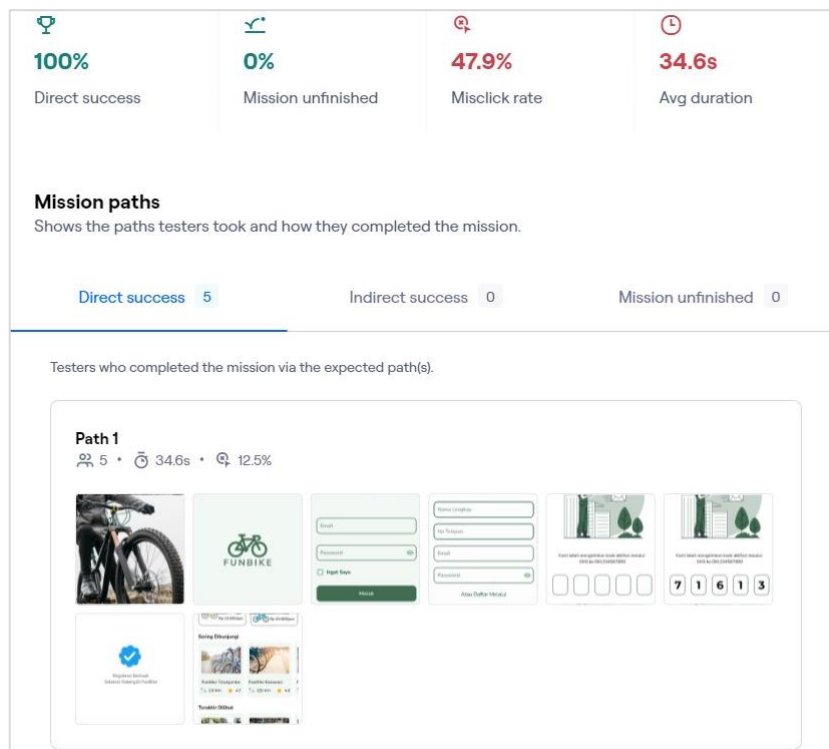 100%
0%
47.9%
34.6s
Direct success
Mission unfinished
Misclick rate
Avg duration
Mission paths
Shows the paths testers took and how they completed the mission.
Direct success 5
Indirect success 0
Mission unfinished 0
Testers who completed the mission via the expected path(s).
Path 1
5 • 34.6s • 12.5%
FUNBIKE
Email
Password
Ingat Saya
Masuk
Nama Lengkap
No Telepon
Email
Password
Atau Daftar Melalui
7 1 6 1 3
Sering Dikunjungi
Terakhir Dilihat